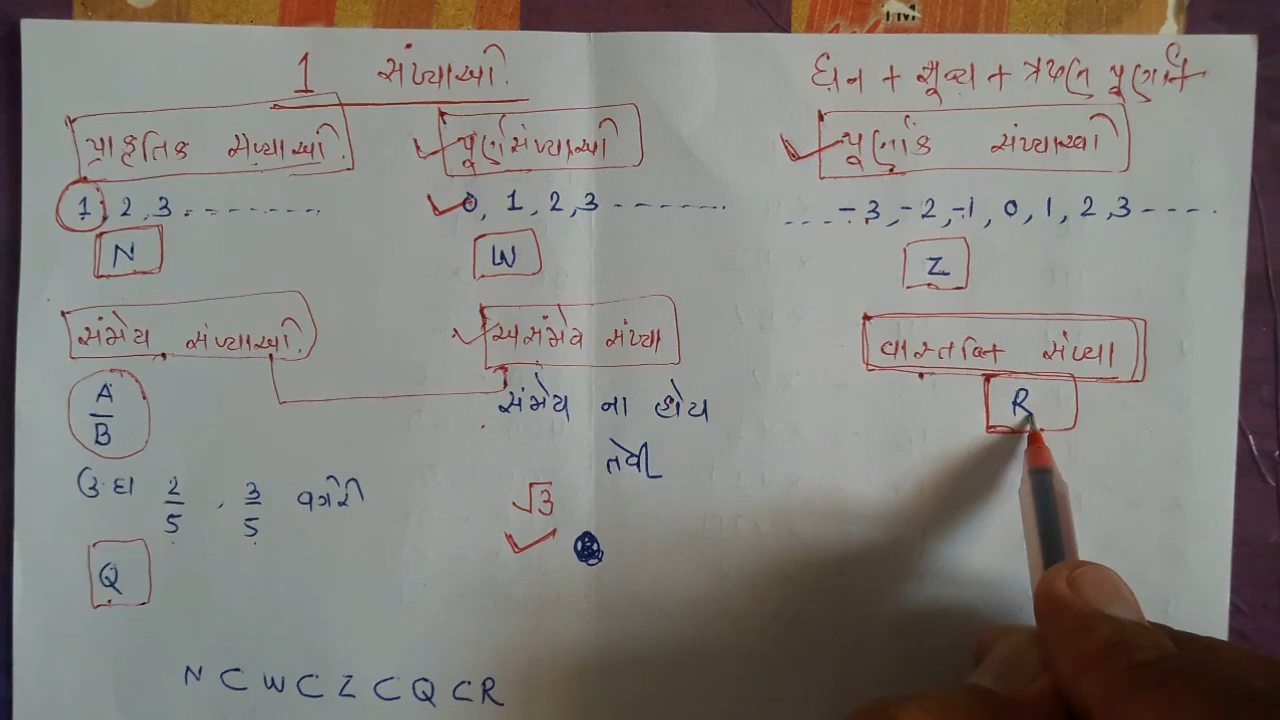 1 સંખ્યાઓ.
ધન + શૂન્ય + ઋણ પૂર્ણાંક
પ્રાકૃતિક સંખ્યાઓ.
1, 2, 3 ---------
N
પૂર્ણસંખ્યાઓ
0, 1, 2, 3 --------
W
પૂર્ણાંક સંખ્યાઓ
---- -3, -2, -1, 0, 1, 2, 3 ----
Z
સંમેય સંખ્યાઓ.
A/B
ઉ.દા 2/5 , 3/5 વગેરે
Q
અસંમેય સંખ્યા
સંમેય ના હોય
તેવી
√3
સંખ્યા
R
N ⊂ W ⊂ Z ⊂ Q ⊂ R